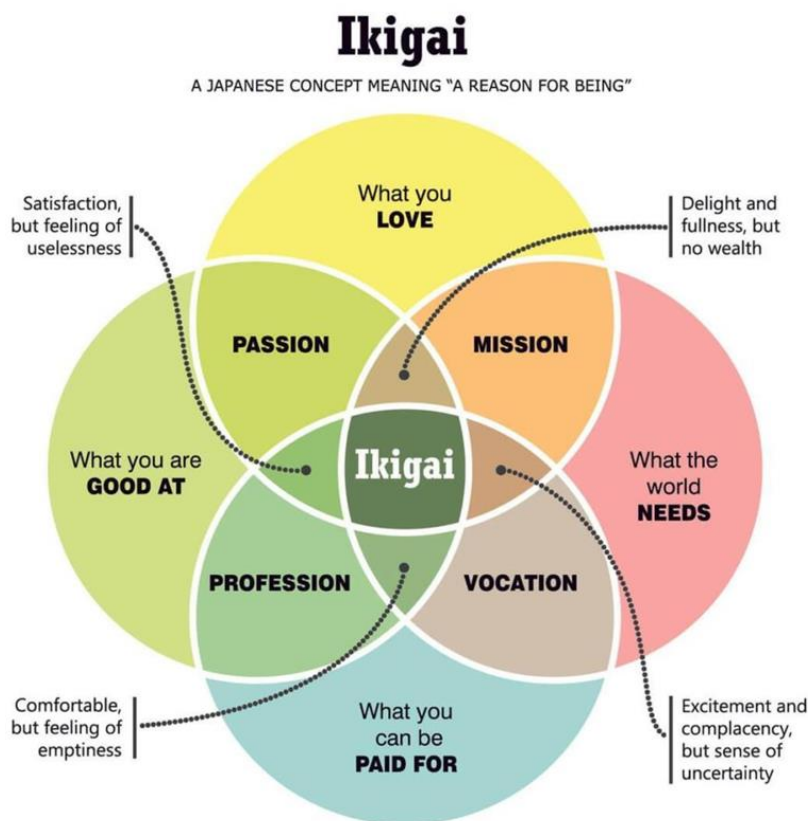 Ikigai
A JAPANESE CONCEPT MEANING “A REASON FOR BEING”
What you
LOVE
Satisfaction,
but feeling of
uselessness
Delight and
fullness, but
no wealth
PASSION
MISSION
What you are
GOOD AT
Ikigai
What the
world
NEEDS
PROFESSION
VOCATION
Comfortable,
but feeling of
emptiness
What you
can be
PAID FOR
Excitement and
complacency,
but sense of
uncertainty